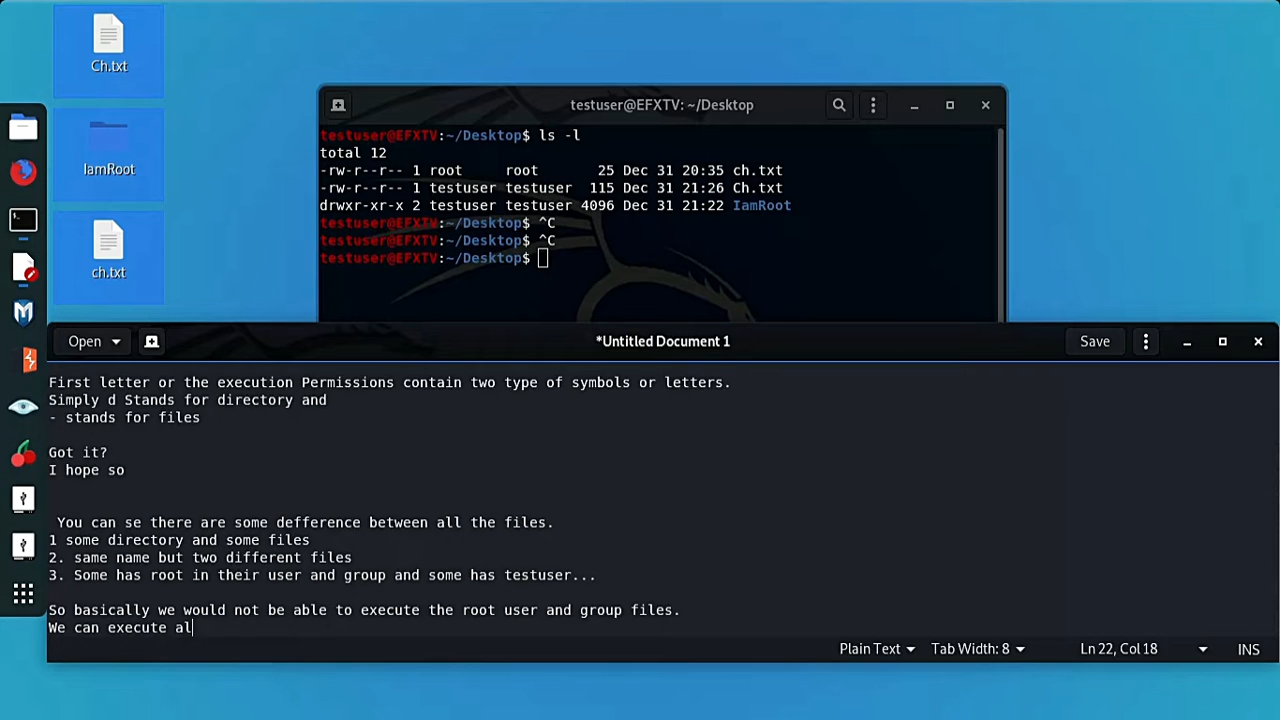 Ch.txt
IamRoot
ch.txt
testuser@EFXTV: ~/Desktop
testuser@EFXTV:~/Desktop$ ls -l
total 12
-rw-r--r-- 1 root     root       25 Dec 31 20:35 ch.txt
-rw-r--r-- 1 testuser testuser  115 Dec 31 21:26 Ch.txt
drwxr-xr-x 2 testuser testuser 4096 Dec 31 21:22 IamRoot
testuser@EFXTV:~/Desktop$ ^C
testuser@EFXTV:~/Desktop$ ^C
testuser@EFXTV:~/Desktop$
Open
*Untitled Document 1
Save
First letter or the execution Permissions contain two type of symbols or letters.
Simply d Stands for directory and
- stands for files
Got it?
I hope so
You can se there are some defference between all the files.
1 some directory and some files
2. same name but two different files
3. Some has root in their user and group and some has testuser...
So basically we would not be able to execute the root user and group files.
We can execute al
Plain Text
Tab Width: 8
Ln 22, Col 18
INS